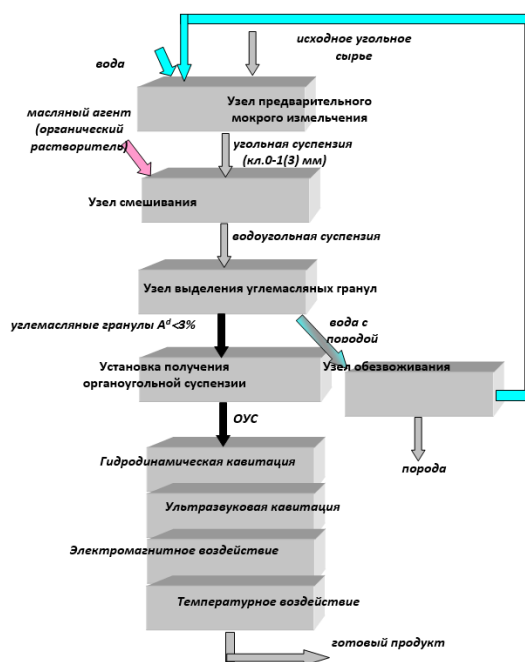 исходное угольное
сырье
вода
Узел предварительного
мокрого измельчения
масляный агент
(органический
растворитель)
угольная суспензия
(кл.0-1(3) мм)
Узел смешивания
водоугольная суспензия
Узел выделения углемасляных гранул
углемасляные гранулы Aᵈ<3%
вода с
породой
Установка получения
органоугольной суспензии
Узел обезвоживания
ОУС
порода
Гидродинамическая кавитация
Ультразвуковая кавитация
Электромагнитное воздействие
Температурное воздействие
готовый продукт